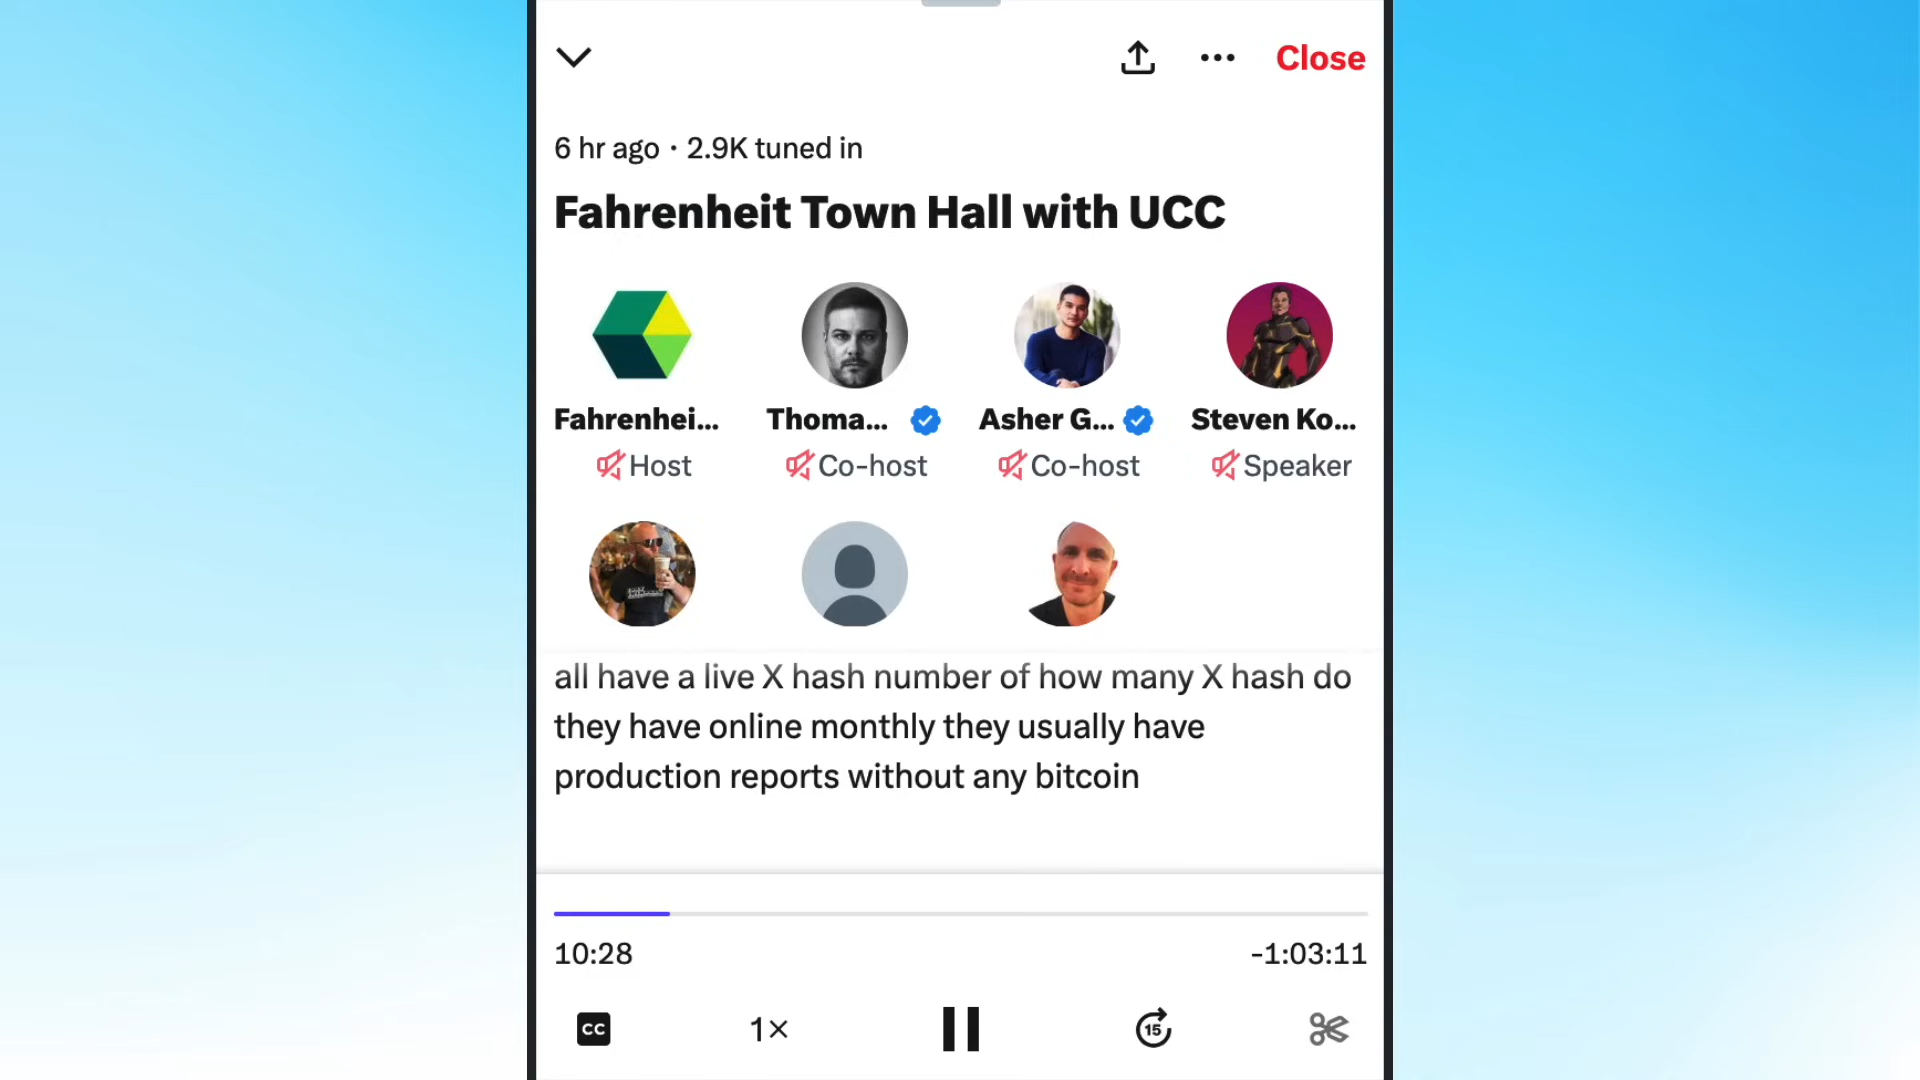 Close
6 hr ago · 2.9K tuned in
Fahrenheit Town Hall with UCC
Fahrenhei... Thoma... Asher G... Steven Ko...
Host Co-host Co-host Speaker
all have a live X hash number of how many X hash do
they have online monthly they usually have
production reports without any bitcoin
10:28 -1:03:11
CC 1× 15